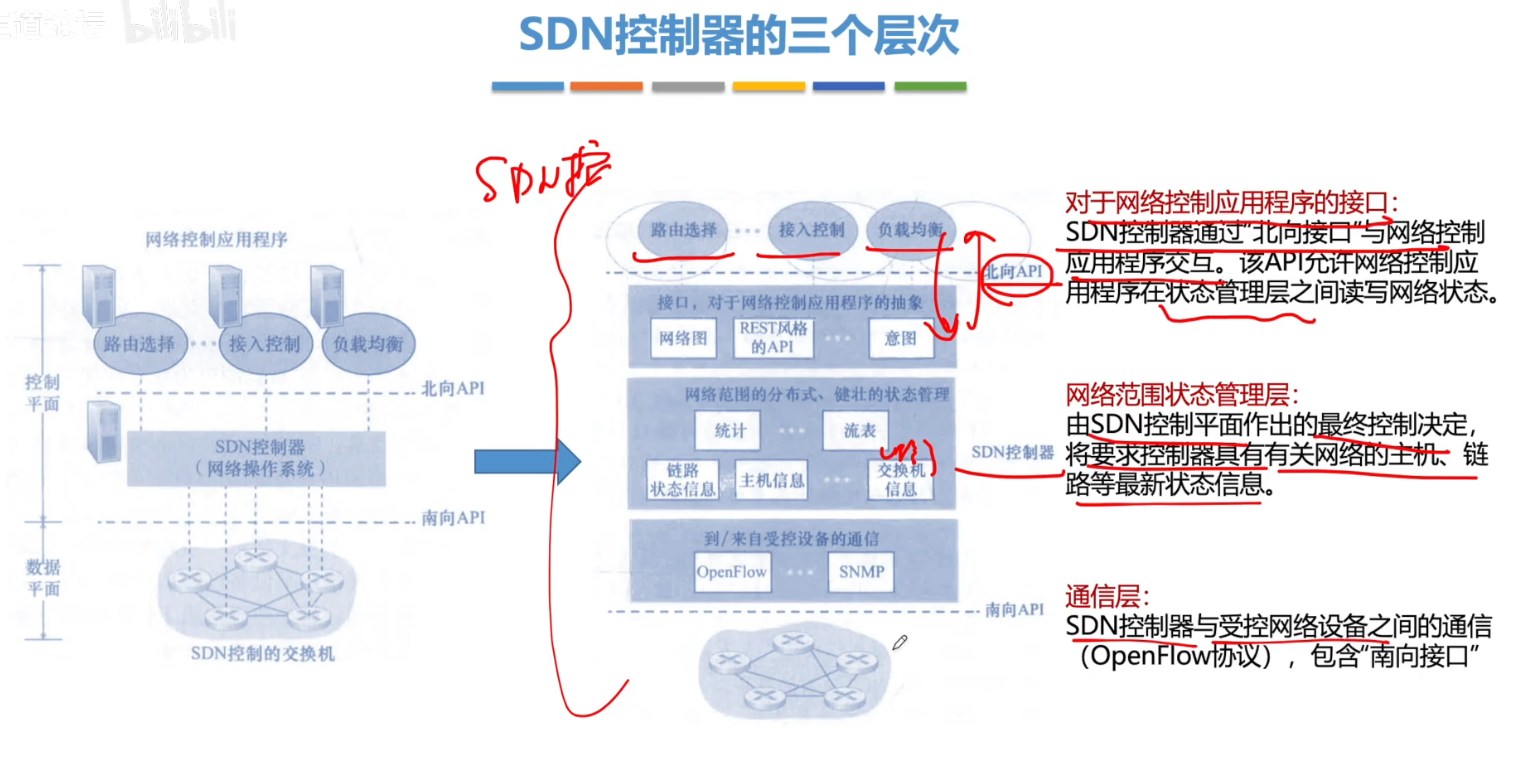 bilibili
SDN控制器的三个层次
SDN控
网络控制应用程序
路由选择 ··· 接入控制 负载均衡
北向API
控制
平面
SDN控制器
（网络操作系统）
南向API
数据
平面
SDN控制的交换机
路由选择 ··· 接入控制 负载均衡
北向API
接口，对于网络控制应用程序的抽象
网络图 REST风格
的API ··· 意图
网络范围的分布式、健壮的状态管理
统计 ··· 流表
链路
状态信息 主机信息 ··· 交换机
信息
SDN控制器
到/来自受控设备的通信
OpenFlow ··· SNMP
南向API
对于网络控制应用程序的接口：
SDN控制器通过“北向接口”与网络控制
应用程序交互。该API允许网络控制应
用程序在状态管理层之间读写网络状态。
网络范围状态管理层：
由SDN控制平面作出的最终控制决定，
将要求控制器具有有关网络的主机、链
路等最新状态信息。
通信层：
SDN控制器与受控网络设备之间的通信
（OpenFlow协议），包含“南向接口”